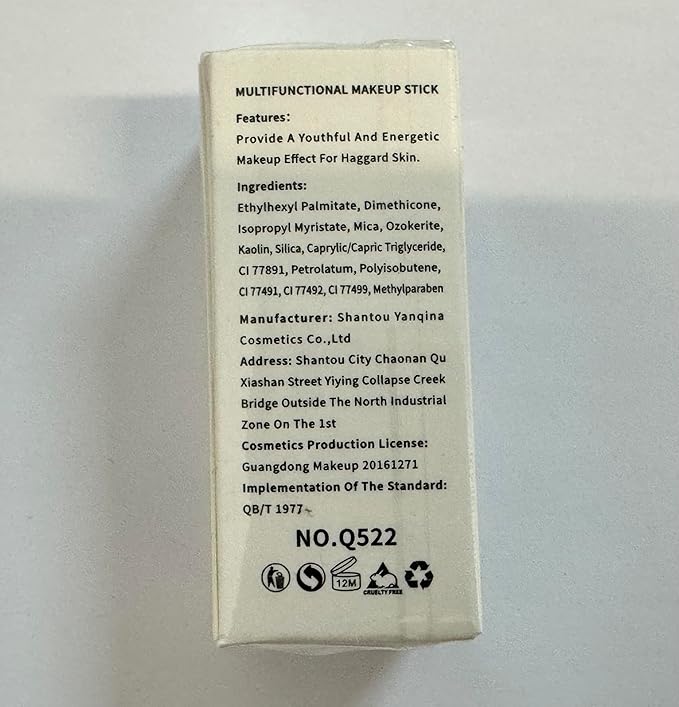 MULTIFUNCTIONAL MAKEUP STICK
Features:
Provide A Youthful And Energetic
Makeup Effect For Haggard Skin.
Ingredients:
Ethylhexyl Palmitate, Dimethicone,
Isopropyl Myristate, Mica, Ozokerite,
Kaolin, Silica, Caprylic/Capric Triglyceride,
CI 77891, Petrolatum, Polyisobutene,
CI 77491, CI 77492, CI 77499, Methylparaben
Manufacturer: Shantou Yanqina
Cosmetics Co.,Ltd
Address: Shantou City Chaonan Qu
Xiashan Street Yiying Collapse Creek
Bridge Outside The North Industrial
Zone On The 1st
Cosmetics Production License:
Guangdong Makeup 20161271
Implementation Of The Standard:
QB/T 1977
NO.Q522
12M
CRUELTY FREE